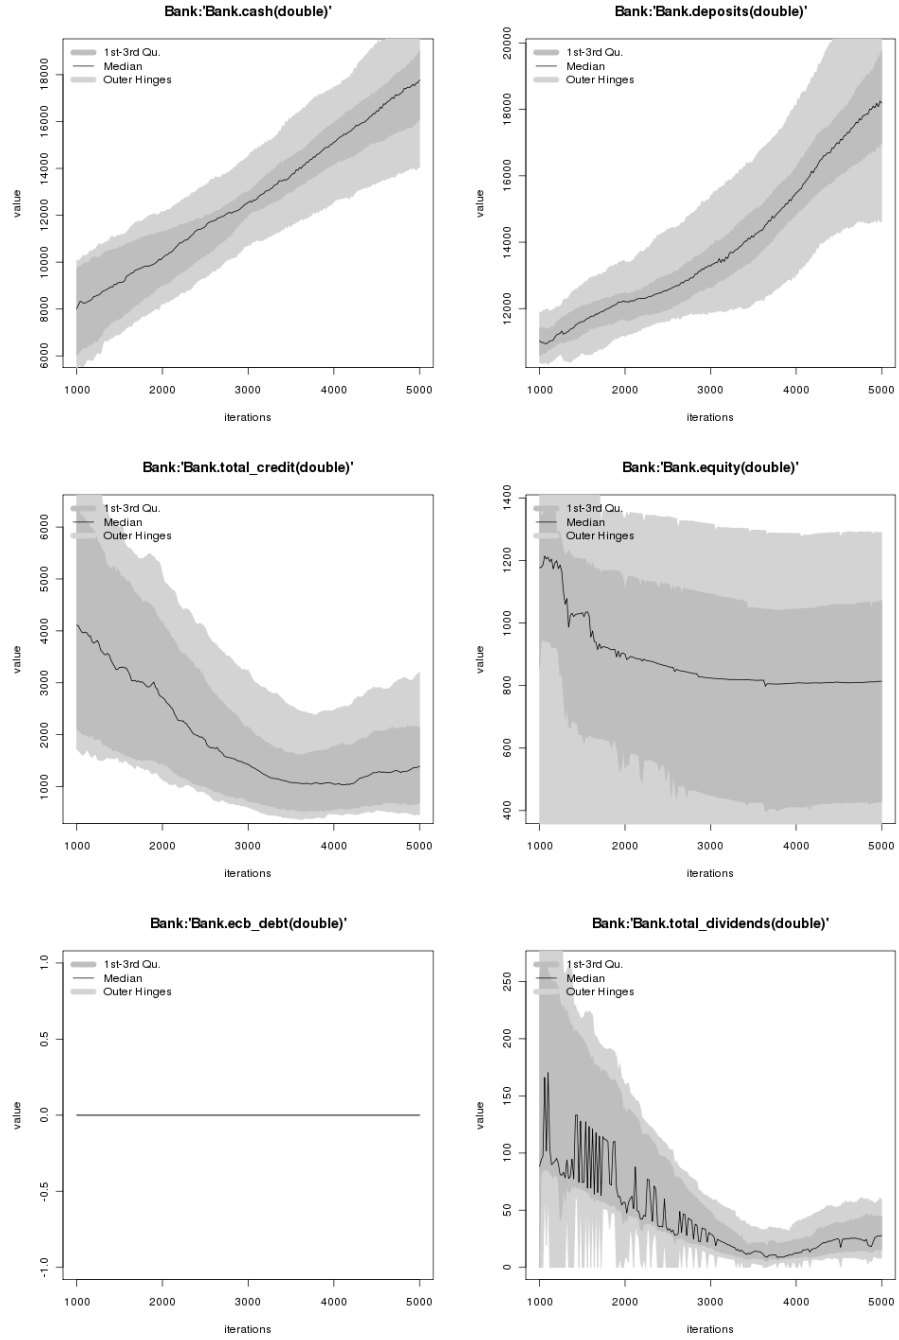 Bank:'Bank.cash(double)'
1st-3rd Qu.
Median
Outer Hinges
value
6000 8000 10000 12000 14000 16000 18000
1000 2000 3000 4000 5000
iterations
Bank:'Bank.deposits(double)'
1st-3rd Qu.
Median
Outer Hinges
value
12000 14000 16000 18000 20000
1000 2000 3000 4000 5000
iterations
Bank:'Bank.total_credit(double)'
1st-3rd Qu.
Median
Outer Hinges
value
1000 2000 3000 4000 5000 6000
1000 2000 3000 4000 5000
iterations
Bank:'Bank.equity(double)'
1st-3rd Qu.
Median
Outer Hinges
value
400 600 800 1000 1200 1400
1000 2000 3000 4000 5000
iterations
Bank:'Bank.ecb_debt(double)'
1st-3rd Qu.
Median
Outer Hinges
value
-1.0 -0.5 0.0 0.5 1.0
1000 2000 3000 4000 5000
iterations
Bank:'Bank.total_dividends(double)'
1st-3rd Qu.
Median
Outer Hinges
value
0 50 100 150 200 250
1000 2000 3000 4000 5000
iterations